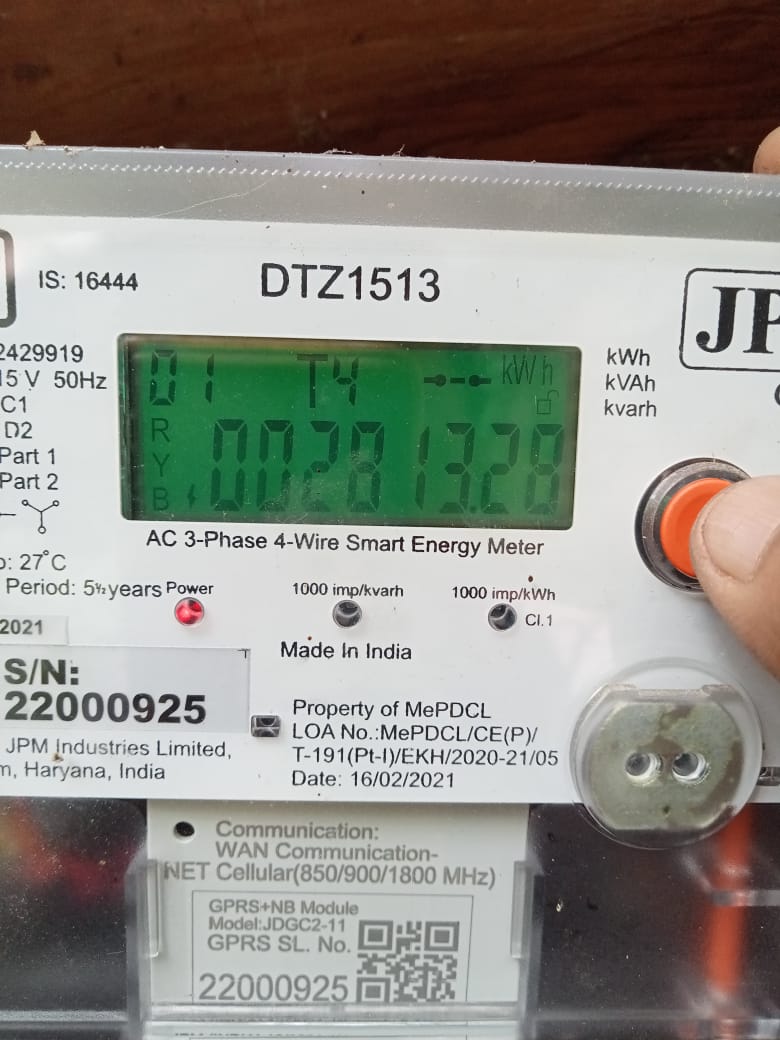 IS: 16444
DTZ1513
JP
2429919
15 V 50Hz
C1
D2
Part 1
Part 2
01 T4 kWh
R
Y
B
002813.28
kWh
kVAh
kvarh
AC 3-Phase 4-Wire Smart Energy Meter
: 27°C
Period: 5½ years
Power
1000 imp/kvarh
1000 imp/kWh
Cl.1
2021
Made In India
S/N:
22000925
JPM Industries Limited,
, Haryana, India
Property of MePDCL
LOA No.:MePDCL/CE(P)/
T-191(Pt-I)/EKH/2020-21/05
Date: 16/02/2021
Communication:
WAN Communication-
NET Cellular(850/900/1800 MHz)
GPRS+NB Module
Model:JDGC2-11
GPRS SL. No.
22000925